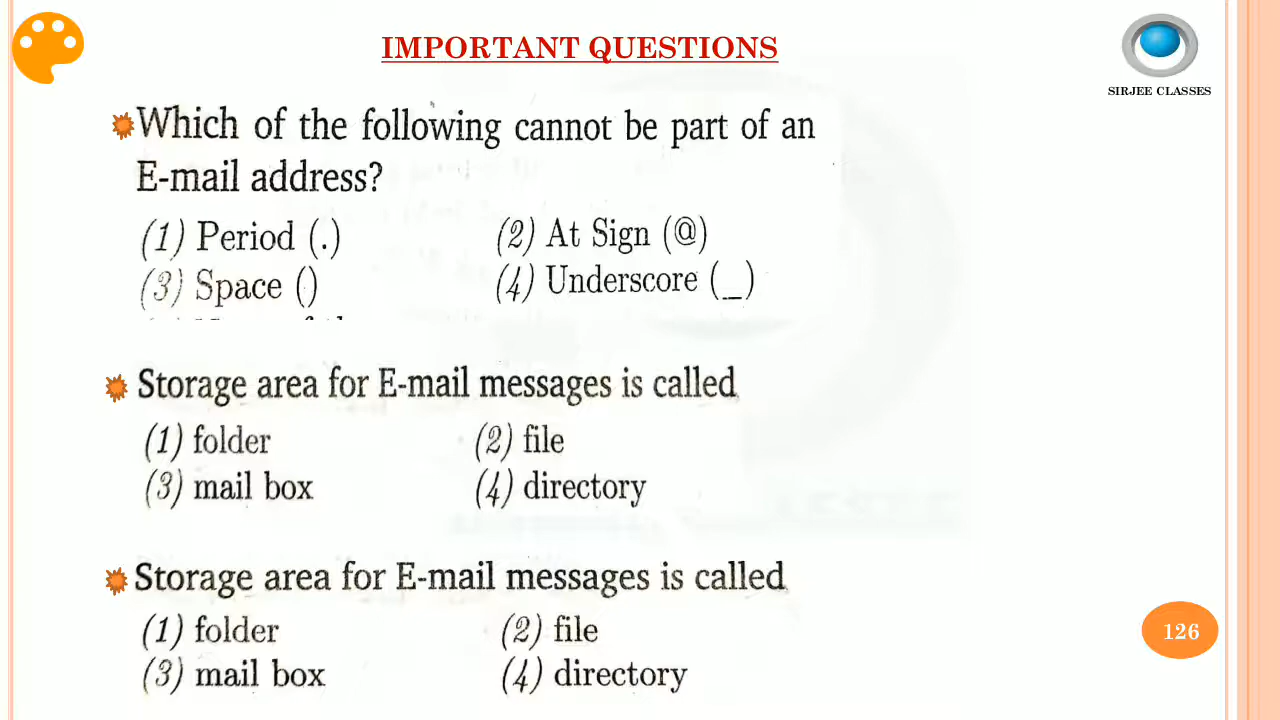 IMPORTANT QUESTIONS
SIRJEE CLASSES
Which of the following cannot be part of an
E-mail address?
(1) Period (.) (2) At Sign (@)
(3) Space () (4) Underscore (_)
Storage area for E-mail messages is called
(1) folder (2) file
(3) mail box (4) directory
Storage area for E-mail messages is called
(1) folder (2) file
(3) mail box (4) directory
126